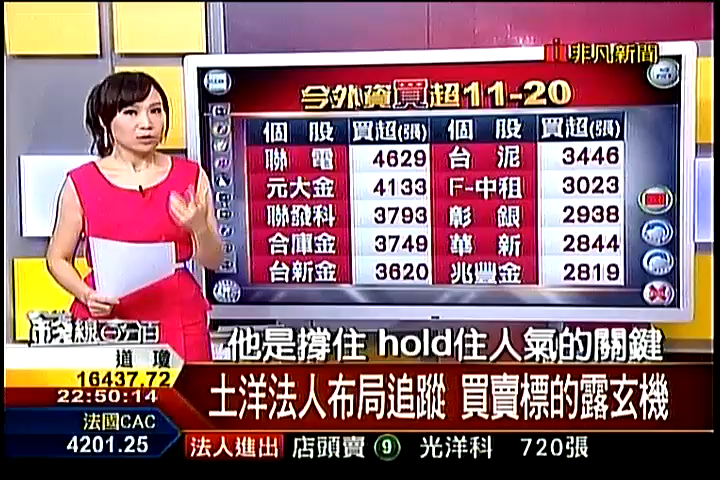 非凡新聞
今外資買超11-20
個股 買超(張) 個股 買超(張)
聯電 4629 台泥 3446
元大金 4133 F-中租 3023
聯發科 3793 彰銀 2938
合庫金 3749 華新 2844
台新金 3620 兆豐金 2819
他是撐住 hold住人氣的關鍵
道瓊
16437.72
22:50:14
土洋法人布局追蹤 買賣標的露玄機
法國CAC
4201.25
法人進出 店頭賣 9 光洋科 720張